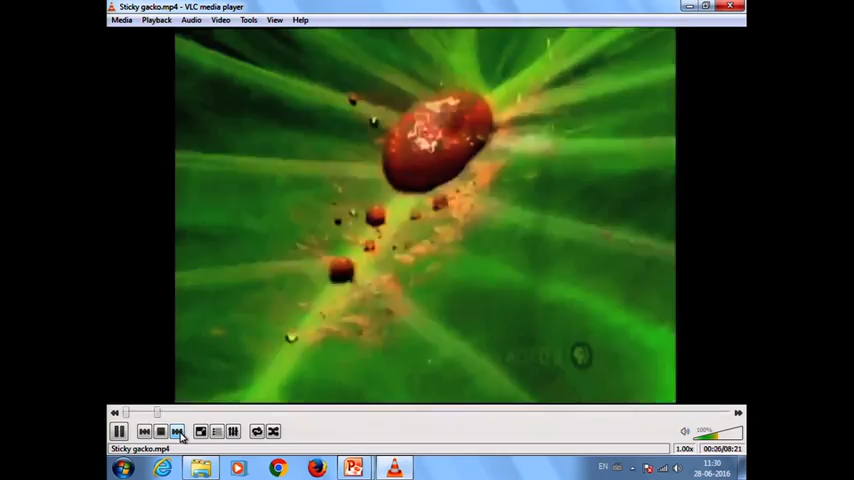 Sticky gacko.mp4 - VLC media player
Media Playback Audio Video Tools View Help
100%
Sticky gacko.mp4 1.00x 00:26/08:21
EN 11:30
28-06-2016